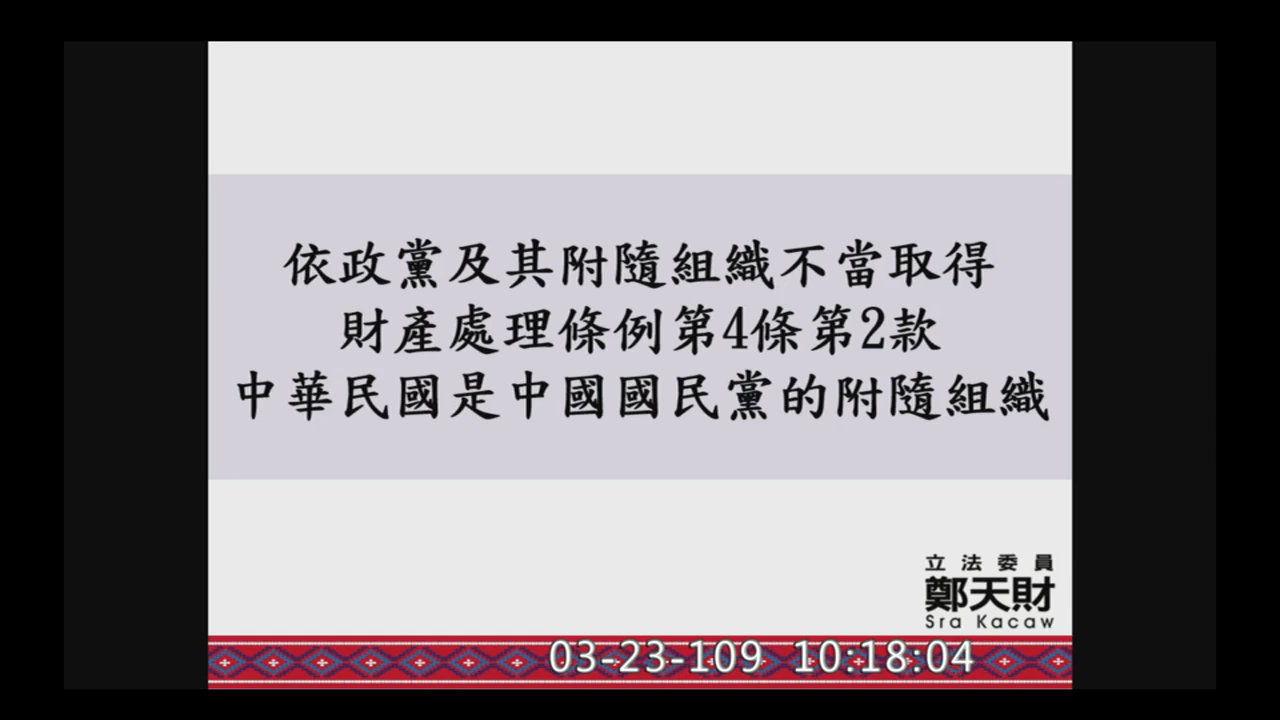 依政黨及其附隨組織不當取得
財產處理條例第4條第2款
中華民國是中國國民黨的附隨組織
立法委員
鄭天財
Sra Kacaw
03-23-109 10:18:04